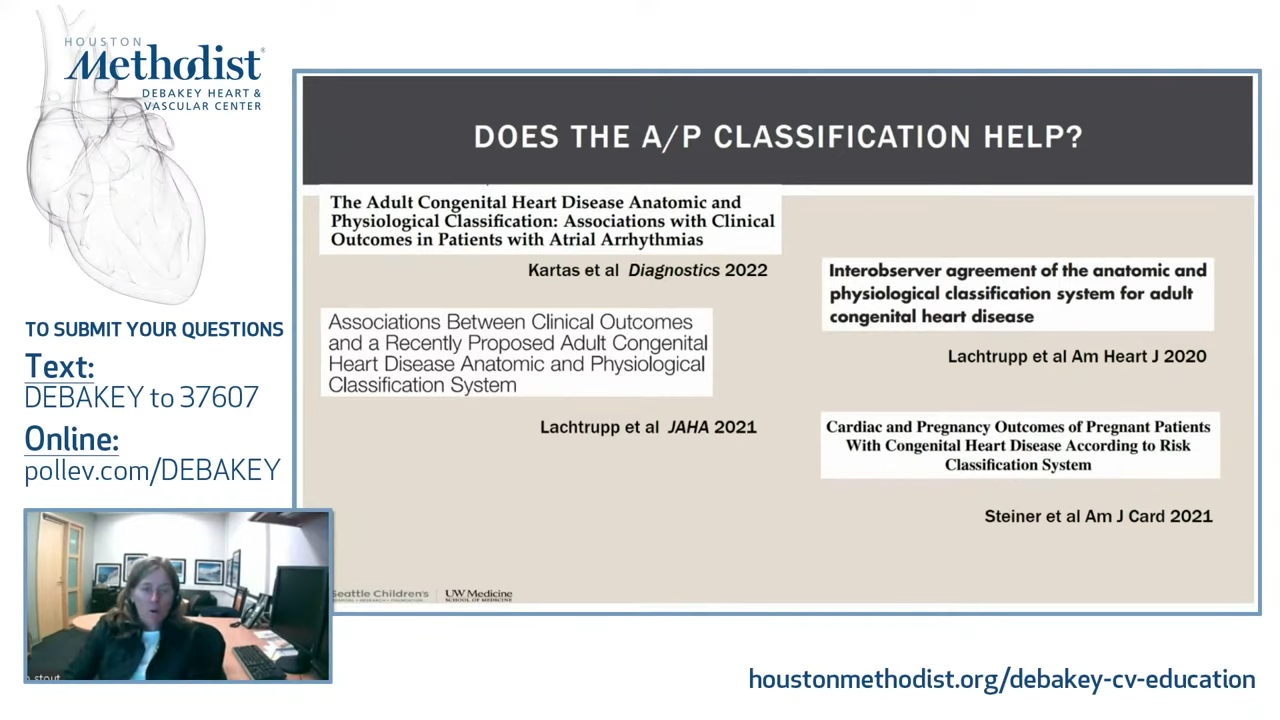 HOUSTON
Methodist®
DEBAKEY HEART &
VASCULAR CENTER
TO SUBMIT YOUR QUESTIONS
Text:
DEBAKEY to 37607
Online:
pollev.com/DEBAKEY
DOES THE A/P CLASSIFICATION HELP?
The Adult Congenital Heart Disease Anatomic and
Physiological Classification: Associations with Clinical
Outcomes in Patients with Atrial Arrhythmias
Kartas et al Diagnostics 2022
Associations Between Clinical Outcomes
and a Recently Proposed Adult Congenital
Heart Disease Anatomic and Physiological
Classification System
Lachtrupp et al JAHA 2021
Interobserver agreement of the anatomic and
physiological classification system for adult
congenital heart disease
Lachtrupp et al Am Heart J 2020
Cardiac and Pregnancy Outcomes of Pregnant Patients
With Congenital Heart Disease According to Risk
Classification System
Steiner et al Am J Card 2021
Seattle Children's
UW Medicine
SCHOOL OF MEDICINE
stout
houstonmethodist.org/debakey-cv-education